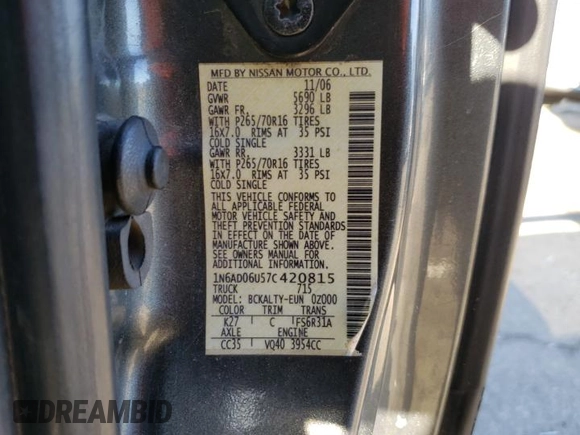 MFD BY NISSAN MOTOR CO., LTD.
DATE 11/06
GVWR 5690 LB
GAWR FR. 3296 LB
WITH P265/70R16 TIRES
16X7.0 RIMS AT 35 PSI
COLD SINGLE
GAWR RR. 3331 LB
WITH P265/70R16 TIRES
16X7.0 RIMS AT 35 PSI
COLD SINGLE
THIS VEHICLE CONFORMS TO
ALL APPLICABLE FEDERAL
MOTOR VEHICLE SAFETY AND
THEFT PREVENTION STANDARDS
IN EFFECT ON THE DATE OF
MANUFACTURE SHOWN ABOVE.
SEE OWNERS MANUAL FOR
ADDITIONAL INFORMATION.
1N6AD06U57C420815
TRUCK 715
MODEL: BCKALTY-EUN 0Z000
COLOR TRIM TRANS
K27 C FS6R31A
AXLE ENGINE
CC35 VQ40 3954CC
DREAMBID